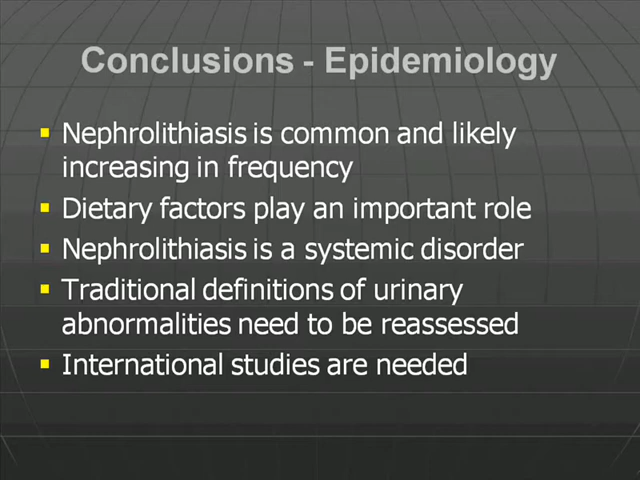 Conclusions - Epidemiology
Nephrolithiasis is common and likely
increasing in frequency
Dietary factors play an important role
Nephrolithiasis is a systemic disorder
Traditional definitions of urinary
abnormalities need to be reassessed
International studies are needed